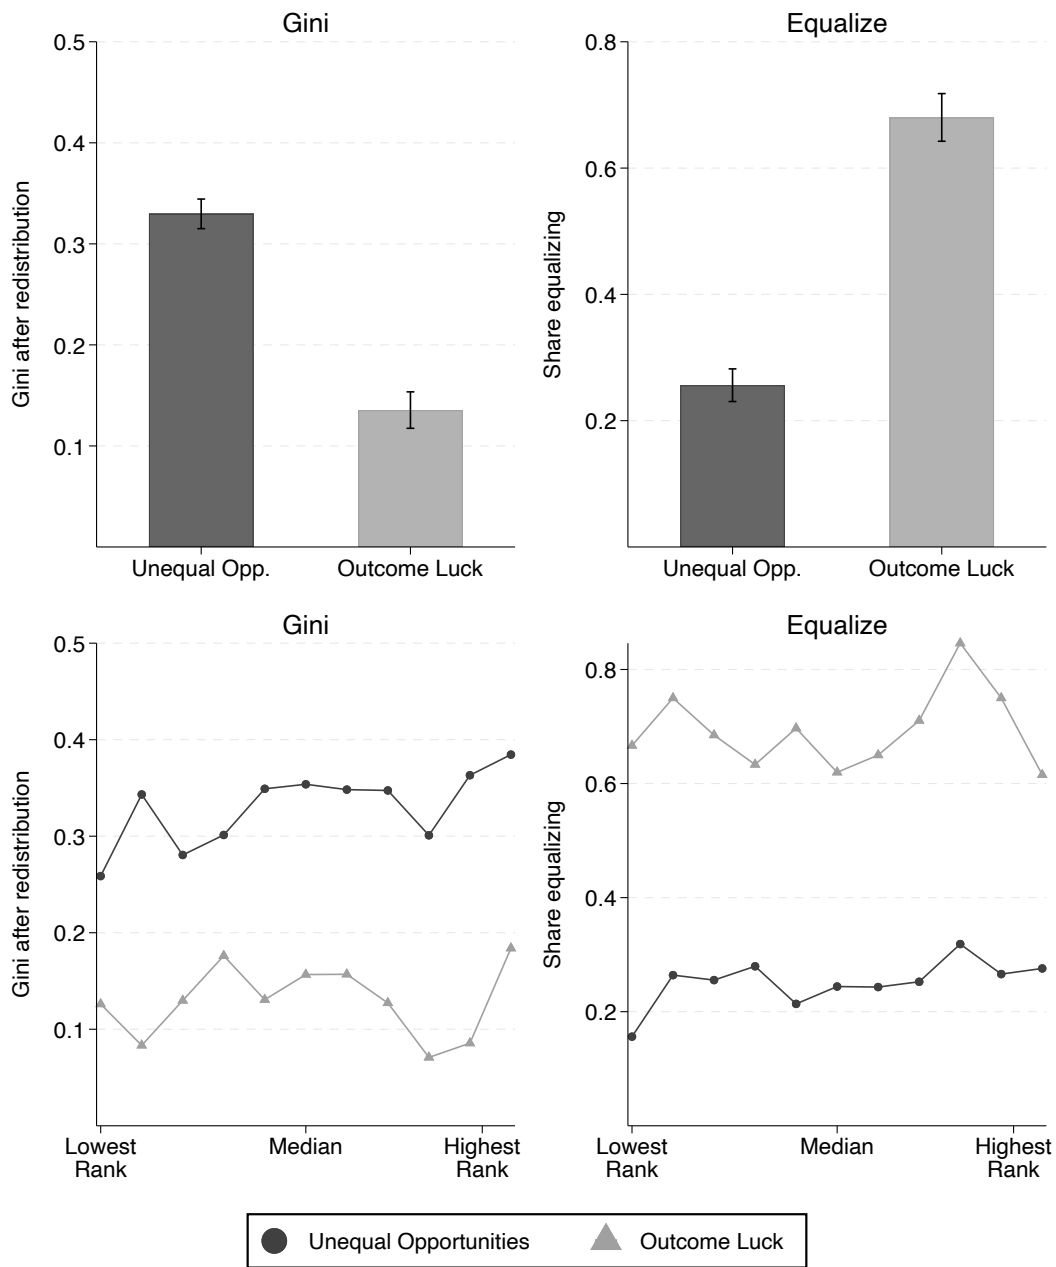 Gini
Gini after redistribution
0.5
0.4
0.3
0.2
0.1
Unequal Opp.
Outcome Luck
Equalize
Share equalizing
0.8
0.6
0.4
0.2
Unequal Opp.
Outcome Luck
Gini
Gini after redistribution
0.5
0.4
0.3
0.2
0.1
Lowest
Rank
Median
Highest
Rank
Equalize
Share equalizing
0.8
0.6
0.4
0.2
Lowest
Rank
Median
Highest
Rank
Unequal Opportunities
Outcome Luck